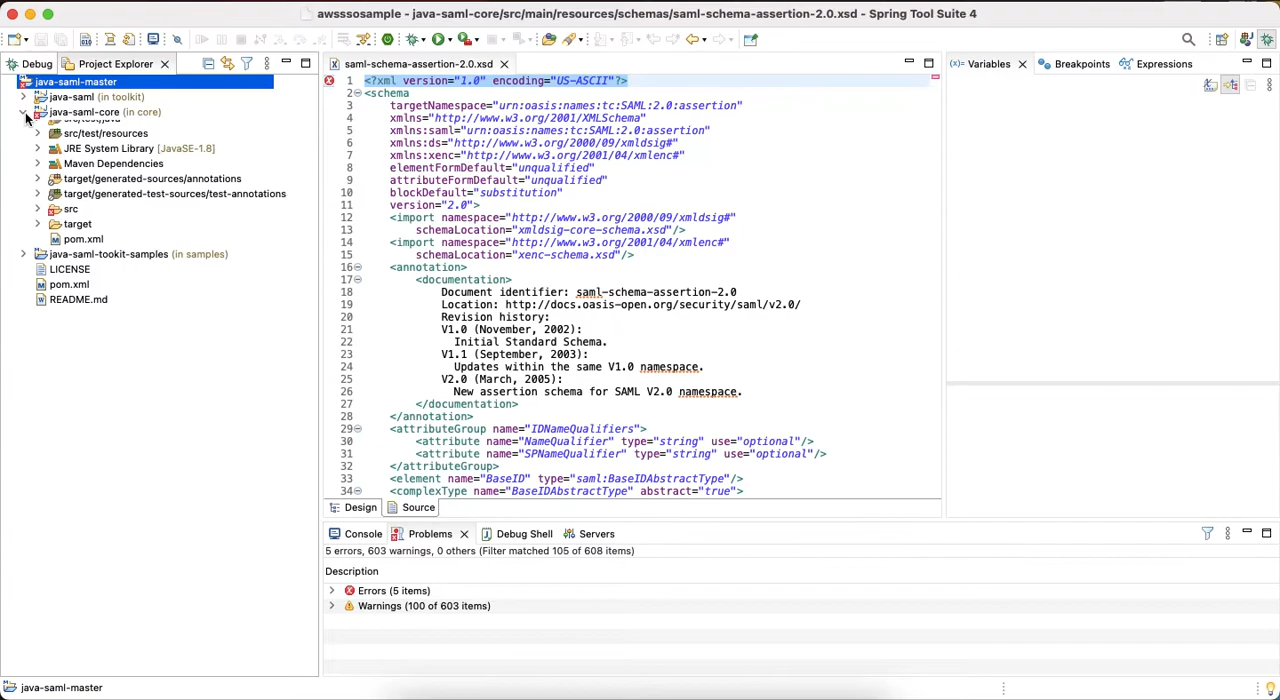 awsssosample - java-saml-core/src/main/resources/schemas/saml-schema-assertion-2.0.xsd - Spring Tool Suite 4
Debug
Project Explorer
java-saml-master
java-saml (in toolkit)
java-saml-core (in core)
src/test/java
src/test/resources
JRE System Library [JavaSE-1.8]
Maven Dependencies
target/generated-sources/annotations
target/generated-test-sources/test-annotations
src
target
pom.xml
java-saml-tookit-samples (in samples)
LICENSE
pom.xml
README.md
saml-schema-assertion-2.0.xsd
1 <?xml version="1.0" encoding="US-ASCII"?>
2 <schema
3 targetNamespace="urn:oasis:names:tc:SAML:2.0:assertion"
4 xmlns="http://www.w3.org/2001/XMLSchema"
5 xmlns:saml="urn:oasis:names:tc:SAML:2.0:assertion"
6 xmlns:ds="http://www.w3.org/2000/09/xmldsig#"
7 xmlns:xenc="http://www.w3.org/2001/04/xmlenc#"
8 elementFormDefault="unqualified"
9 attributeFormDefault="unqualified"
10 blockDefault="substitution"
11 version="2.0">
12 <import namespace="http://www.w3.org/2000/09/xmldsig#"
13 schemaLocation="xmldsig-core-schema.xsd"/>
14 <import namespace="http://www.w3.org/2001/04/xmlenc#"
15 schemaLocation="xenc-schema.xsd"/>
16 <annotation>
17 <documentation>
18 Document identifier: saml-schema-assertion-2.0
19 Location: http://docs.oasis-open.org/security/saml/v2.0/
20 Revision history:
21 V1.0 (November, 2002):
22 Initial Standard Schema.
23 V1.1 (September, 2003):
24 Updates within the same V1.0 namespace.
25 V2.0 (March, 2005):
26 New assertion schema for SAML V2.0 namespace.
27 </documentation>
28 </annotation>
29 <attributeGroup name="IDNameQualifiers">
30 <attribute name="NameQualifier" type="string" use="optional"/>
31 <attribute name="SPNameQualifier" type="string" use="optional"/>
32 </attributeGroup>
33 <element name="BaseID" type="saml:BaseIDAbstractType"/>
34 <complexType name="BaseIDAbstractType" abstract="true">
Design
Source
(x)= Variables
Breakpoints
Expressions
Console
Problems
Debug Shell
Servers
5 errors, 603 warnings, 0 others (Filter matched 105 of 608 items)
Description
Errors (5 items)
Warnings (100 of 603 items)
java-saml-master